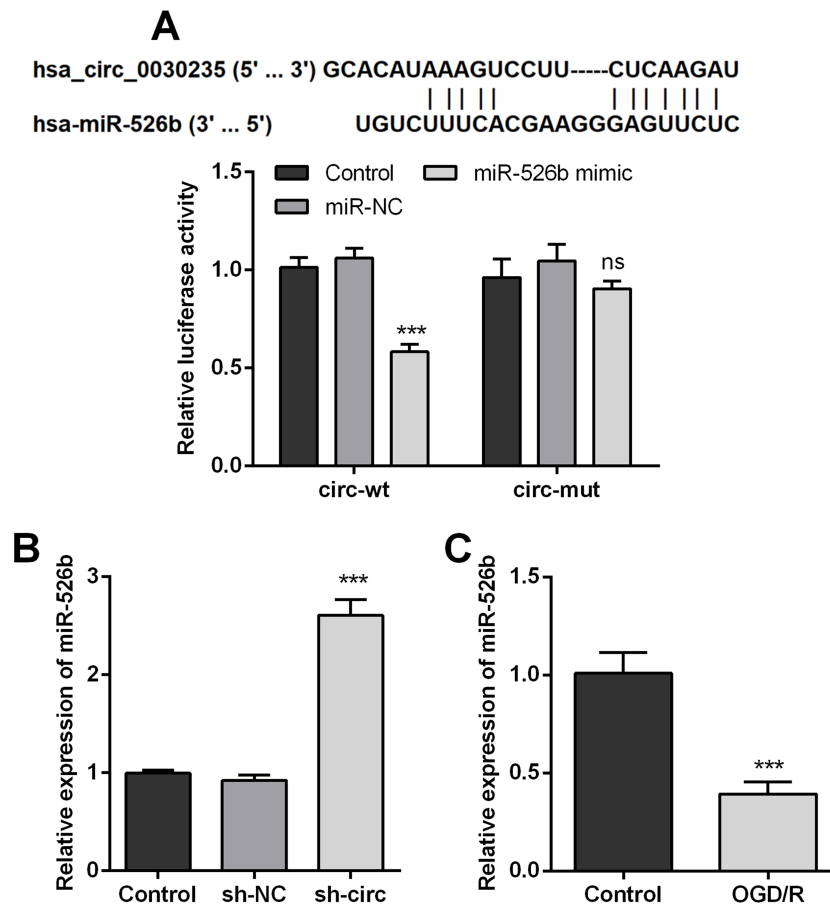 A
hsa_circ_0030235 (5' ... 3') GCACAUAAAGUCCUU-----CUCAAGAU
hsa-miR-526b (3' ... 5') UGUCUUUCACGAAGGGAGUUCUC
Control
miR-526b mimic
miR-NC
Relative luciferase activity
1.5
1.0
0.5
0.0
***
ns
circ-wt
circ-mut
B
Relative expression of miR-526b
3
2
1
0
***
Control
sh-NC
sh-circ
C
Relative expression of miR-526b
1.5
1.0
0.5
0.0
***
Control
OGD/R